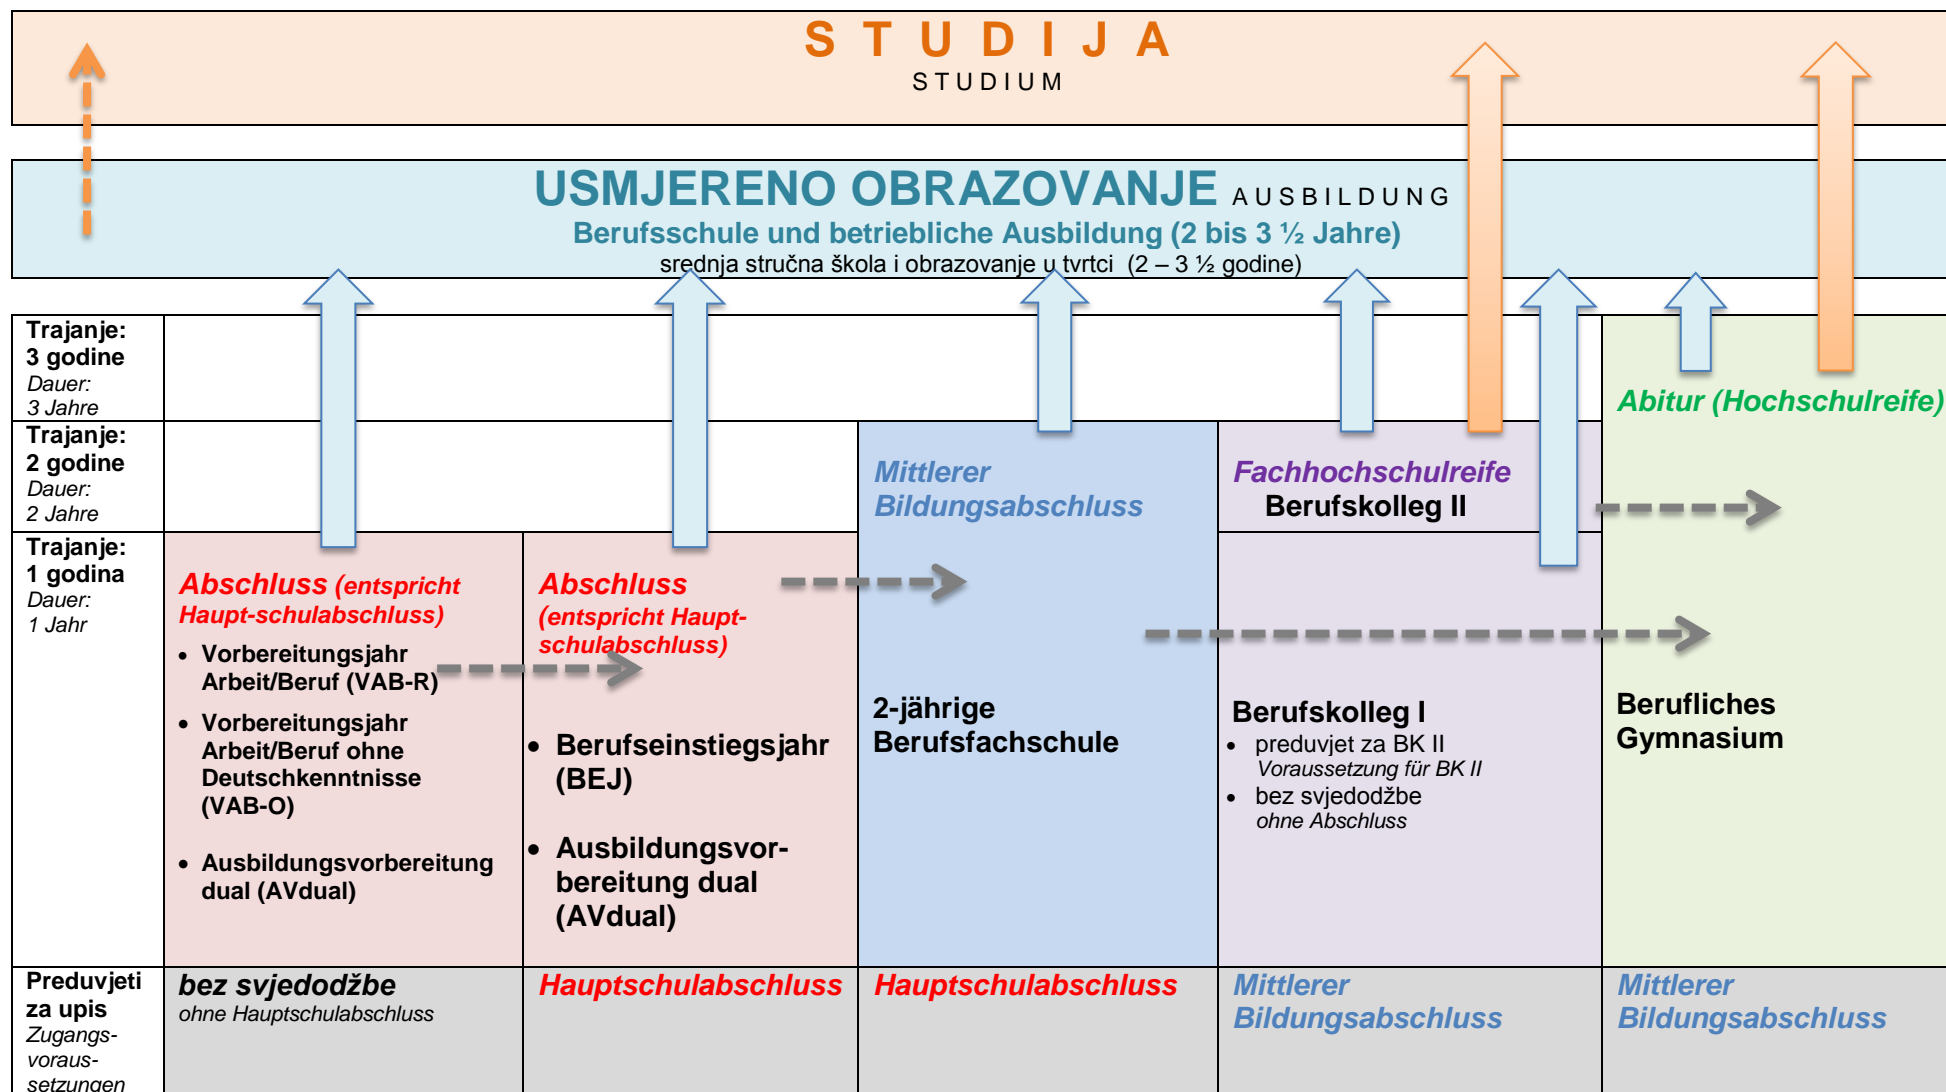 S T U D I J A
S T U D I U M
USMJERENO OBRAZOVANJE A U S B I L D U N G
Berufsschule und betriebliche Ausbildung (2 bis 3 ½ Jahre)
srednja stručna škola i obrazovanje u tvrtci (2 – 3 ½ godine)
Trajanje:
3 godine
Dauer:
3 Jahre
Abitur (Hochschulreife)
Trajanje:
2 godine
Dauer:
2 Jahre
Mittlerer
Bildungsabschluss
Fachhochschulreife
Berufskolleg II
Trajanje:
1 godina
Dauer:
1 Jahr
Abschluss (entspricht
Haupt-schulabschluss)
• Vorbereitungsjahr
Arbeit/Beruf (VAB-R)
• Vorbereitungsjahr
Arbeit/Beruf ohne
Deutschkenntnisse
(VAB-O)
• Ausbildungsvorbereitung
dual (AVdual)
Abschluss
(entspricht Haupt-
schulabschluss)
• Berufseinstiegsjahr
(BEJ)
• Ausbildungsvor-
bereitung dual
(AVdual)
2-jährige
Berufsfachschule
Berufskolleg I
• preduvjet za BK II
Voraussetzung für BK II
• bez svjedodžbe
ohne Abschluss
Berufliches
Gymnasium
Preduvjeti
za upis
Zugangs-
voraus-
setzungen
bez svjedodžbe
ohne Hauptschulabschluss
Hauptschulabschluss
Hauptschulabschluss
Mittlerer
Bildungsabschluss
Mittlerer
Bildungsabschluss